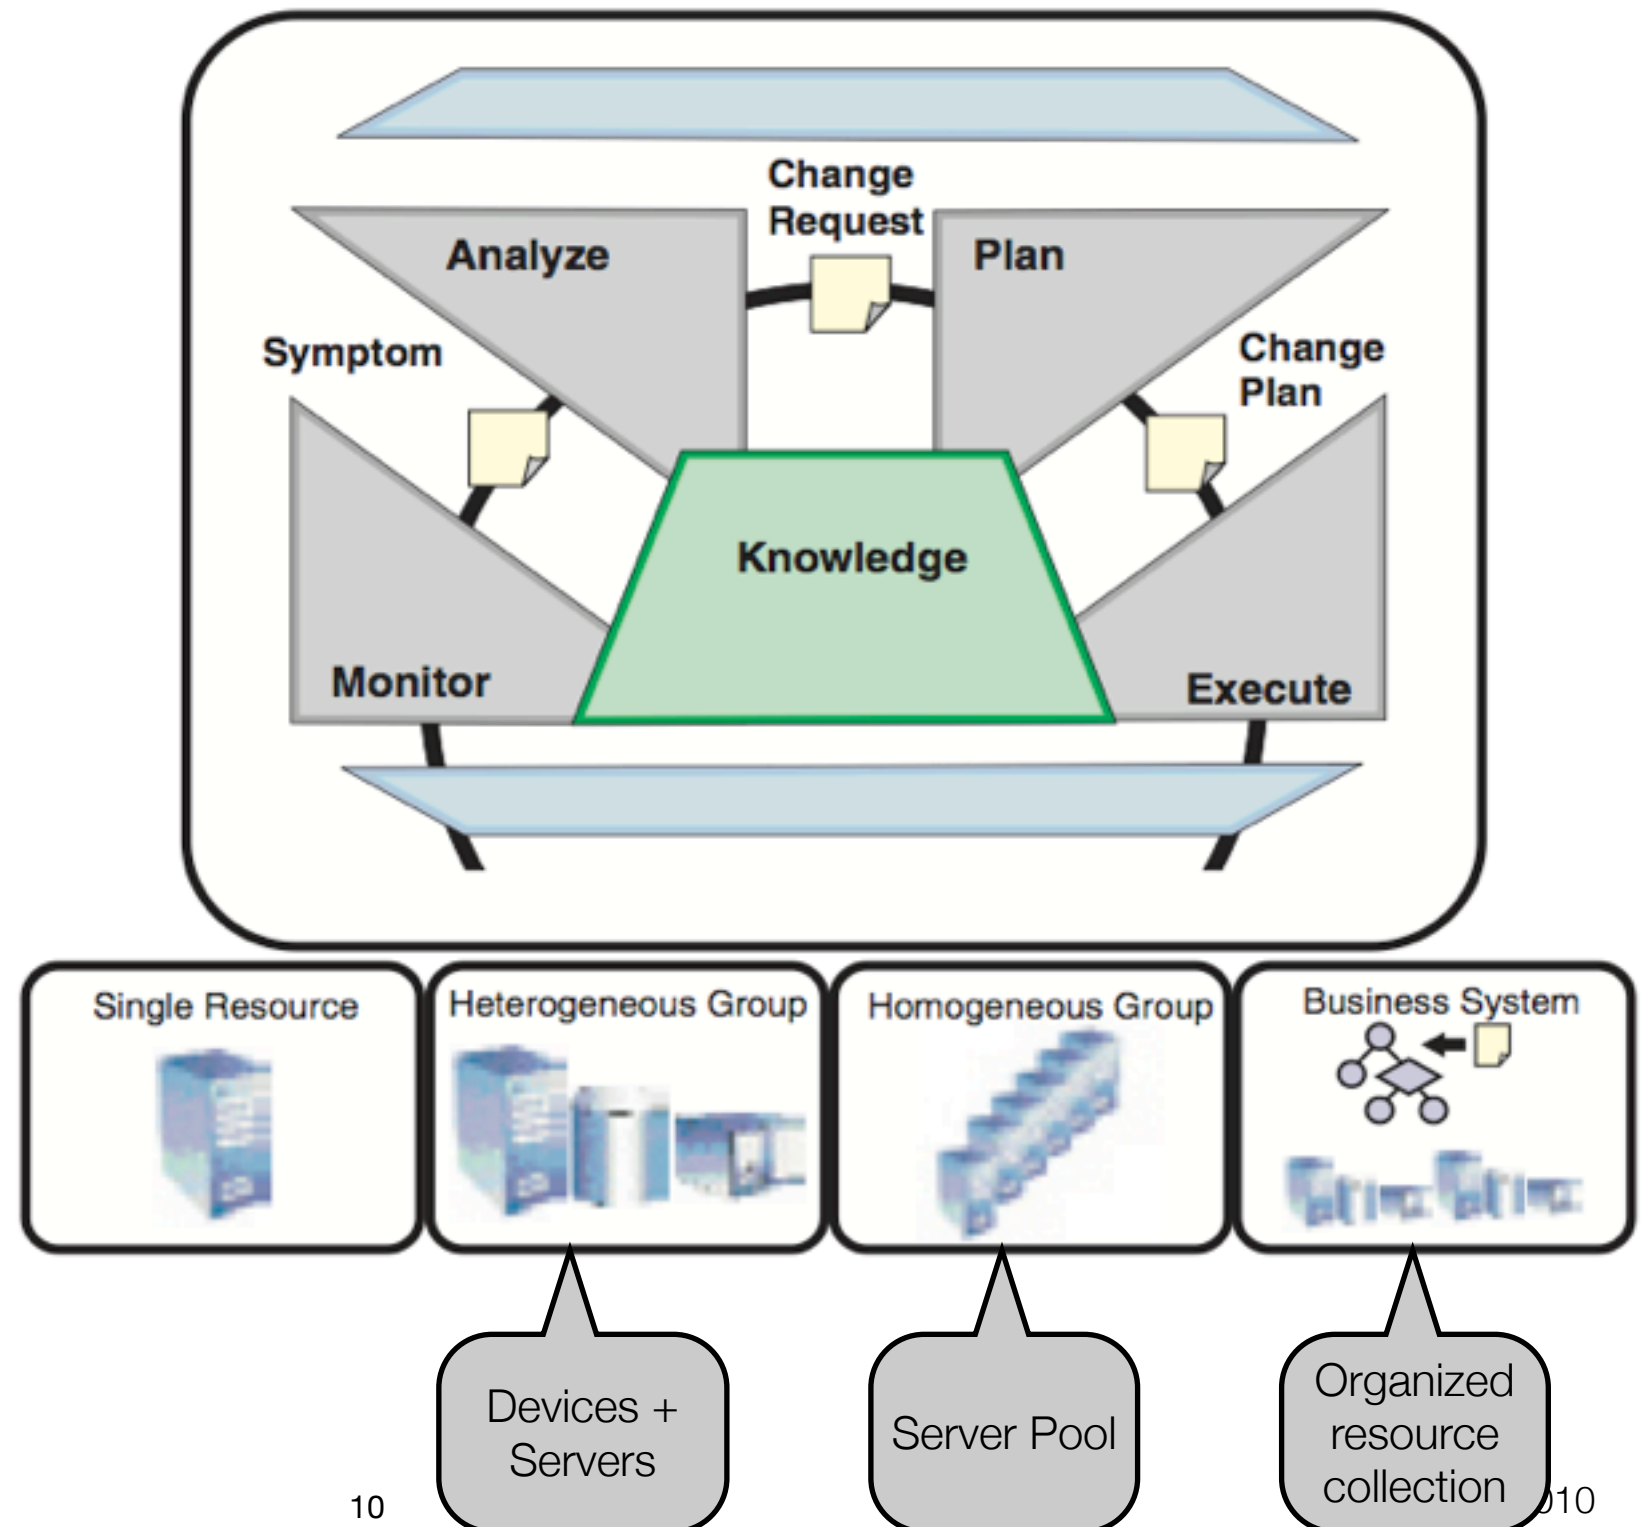 Change
Request
Analyze
Plan
Symptom
Change
Plan
Knowledge
Monitor
Execute
Single Resource
Heterogeneous Group
Homogeneous Group
Business System
Devices +
Servers
Server Pool
Organized
resource
collection
10